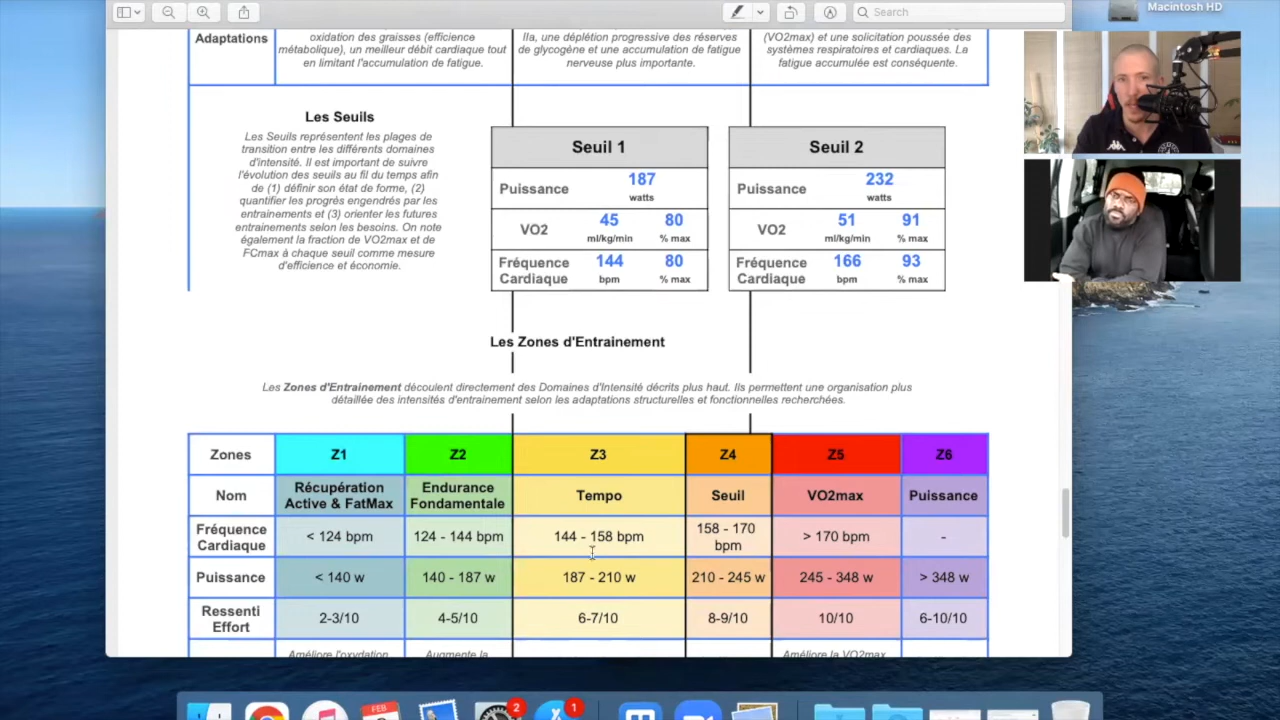 Macintosh HD
Search
Adaptations
oxidation des graisses (efficience
métabolique), un meilleur débit cardiaque tout
en limitant l'accumulation de fatigue.
IIa, une déplétion progressive des réserves
de glycogène et une accumulation de fatigue
nerveuse plus importante.
(VO2max) et une solicitation poussée des
systèmes respiratoires et cardiaques. La
fatigue accumulée est conséquente.
Les Seuils
Les Seuils représentent les plages de
transition entre les différents domaines
d'intensité. Il est important de suivre
l'évolution des seuils au fil du temps afin
de (1) définir son état de forme, (2)
quantifier les progrès engendrés par les
entrainements et (3) orienter les futures
entrainements selon les besoins. On note
également la fraction de VO2max et de
FCmax à chaque seuil comme mesure
d'efficience et économie.
Seuil 1
Puissance 187
watts
VO2 45 80
ml/kg/min % max
Fréquence Cardiaque 144 80
bpm % max
Seuil 2
Puissance 232
watts
VO2 51 91
ml/kg/min % max
Fréquence Cardiaque 166 93
bpm % max
Les Zones d'Entrainement
Les Zones d'Entrainement découlent directement des Domaines d'Intensité décrits plus haut. Ils permettent une organisation plus
détaillée des intensités d'entrainement selon les adaptations structurelles et fonctionnelles recherchées.
Zones Z1 Z2 Z3 Z4 Z5 Z6
Nom Récupération Active & FatMax Endurance Fondamentale Tempo Seuil VO2max Puissance
Fréquence Cardiaque < 124 bpm 124 - 144 bpm 144 - 158 bpm 158 - 170 bpm > 170 bpm -
Puissance < 140 w 140 - 187 w 187 - 210 w 210 - 245 w 245 - 348 w > 348 w
Ressenti Effort 2-3/10 4-5/10 6-7/10 8-9/10 10/10 6-10/10
Améliore l'oxydation Augmente la Améliore la VO2max
FEB 2 1